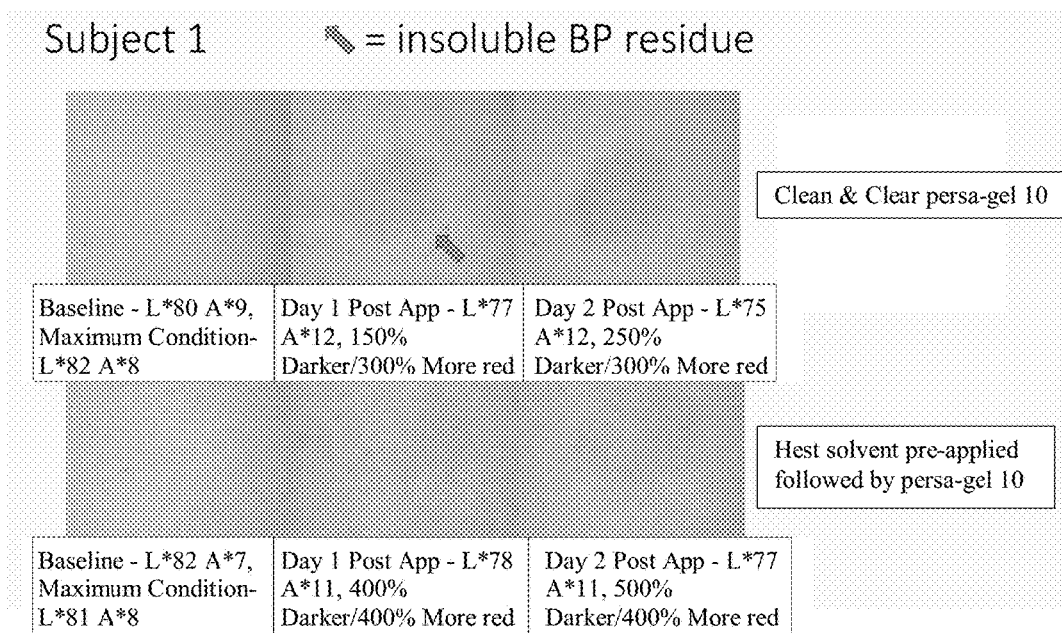 Subject 1 = insoluble BP residue
Clean & Clear persa-gel 10
Baseline - L*80 A*9,
Maximum Condition-
L*82 A*8
Day 1 Post App - L*77
A*12, 150%
Darker/300% More red
Day 2 Post App - L*75
A*12, 250%
Darker/300% More red
Hest solvent pre-applied
followed by persa-gel 10
Baseline - L*82 A*7,
Maximum Condition-
L*81 A*8
Day 1 Post App - L*78
A*11, 400%
Darker/400% More red
Day 2 Post App - L*77
A*11, 500%
Darker/400% More red